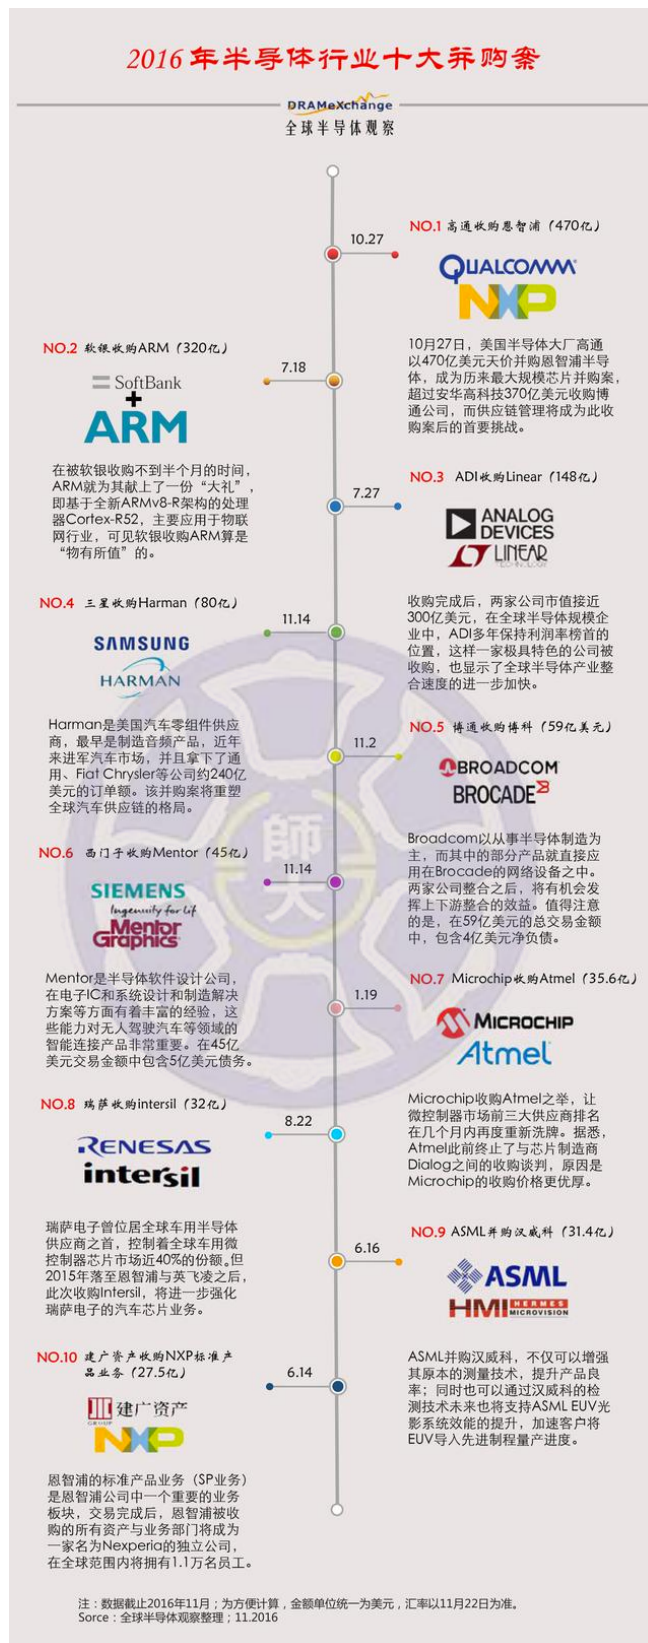 2016年半导体行业十大并购案
DRAMeXchange
全球半导体观察
10.27
NO.1 高通收购恩智浦（470亿）
QUALCOMM
NXP
10月27日，美国半导体大厂高通
以470亿美元天价并购恩智浦半导
体，成为历来最大规模芯片并购案，
超过安华高科技370亿美元收购博
通公司，而供应链管理将成为此收
购案后的首要挑战。
NO.2 软银收购ARM（320亿）
7.18
SoftBank
+
ARM
在被软银收购不到半个月的时间，
ARM就为其献上了一份“大礼”，
即基于全新ARMv8-R架构的处理
器Cortex-R52，主要应用于物联
网行业，可见软银收购ARM算是
“物有所值”的。
7.27
NO.3 ADI收购Linear（148亿）
ANALOG
DEVICES
LINEAR
TECHNOLOGY
收购完成后，两家公司市值接近
300亿美元，在全球半导体规模企
业中，ADI多年保持利润率榜首的
位置，这样一家极具特色的公司被
收购，也显示了全球半导体产业整
合速度的进一步加快。
NO.4 三星收购Harman（80亿）
11.14
SAMSUNG
HARMAN
Harman是美国汽车零组件供应
商，最早是制造音频产品，近年
来进军汽车市场，并且拿下了通
用、Fiat Chrysler等公司约240亿
美元的订单额。该并购案将重塑
全球汽车供应链的格局。
11.2
NO.5 博通收购博科（59亿美元）
BROADCOM
BROCADE
Broadcom以从事半导体制造为
主，而其中的部分产品就直接应
用在Brocade的网络设备之中。
两家公司整合之后，将有机会发
挥上下游整合的效益。值得注意
的是，在59亿美元的总交易金额
中，包含4亿美元净负债。
師大
NO.6 西门子收购Mentor（45亿）
11.14
SIEMENS
Ingenuity for life
Mentor
Graphics
Mentor是半导体软件设计公司，
在电子IC和系统设计和制造解决
方案等方面有着丰富的经验，这
些能力对无人驾驶汽车等领域的
智能连接产品非常重要。在45亿
美元交易金额中包含5亿美元债务。
1.19
NO.7 Microchip收购Atmel（35.6亿）
MICROCHIP
Atmel
Microchip收购Atmel之举，让
微控制器市场前三大供应商排名
在几个月内再度重新洗牌。据悉，
Atmel此前终止了与芯片制造商
Dialog之间的收购谈判，原因是
Microchip的收购价格更优厚。
NO.8 瑞萨收购intersil（32亿）
8.22
RENESAS
intersil
瑞萨电子曾位居全球车用半导体
供应商之首，控制着全球车用微
控制器芯片市场近40%的份额。但
2015年落至恩智浦与英飞凌之后，
此次收购Intersil，将进一步强化
瑞萨电子的汽车芯片业务。
6.16
NO.9 ASML并购汉威科（31.4亿）
ASML
HMI HERMES
MICROVISION
ASML并购汉威科，不仅可以增强
其原本的测量技术，提升产品良
率；同时也可以通过汉威科的检
测技术未来也将支持ASML EUV光
影系统效能的提升，加速客户将
EUV导入先进制程量产进度。
NO.10 建广资产收购NXP标准产
品业务（27.5亿）
6.14
建广资产
NXP
恩智浦的标准产品业务（SP业务）
是恩智浦公司中一个重要的业务
板块，交易完成后，恩智浦被收
购的所有资产与业务部门将成为
一家名为Nexperia的独立公司，
在全球范围内将拥有1.1万名员工。
注：数据截止2016年11月；为方便计算，金额单位统一为美元，汇率以11月22日为准。
Sorce：全球半导体观察整理；11.2016